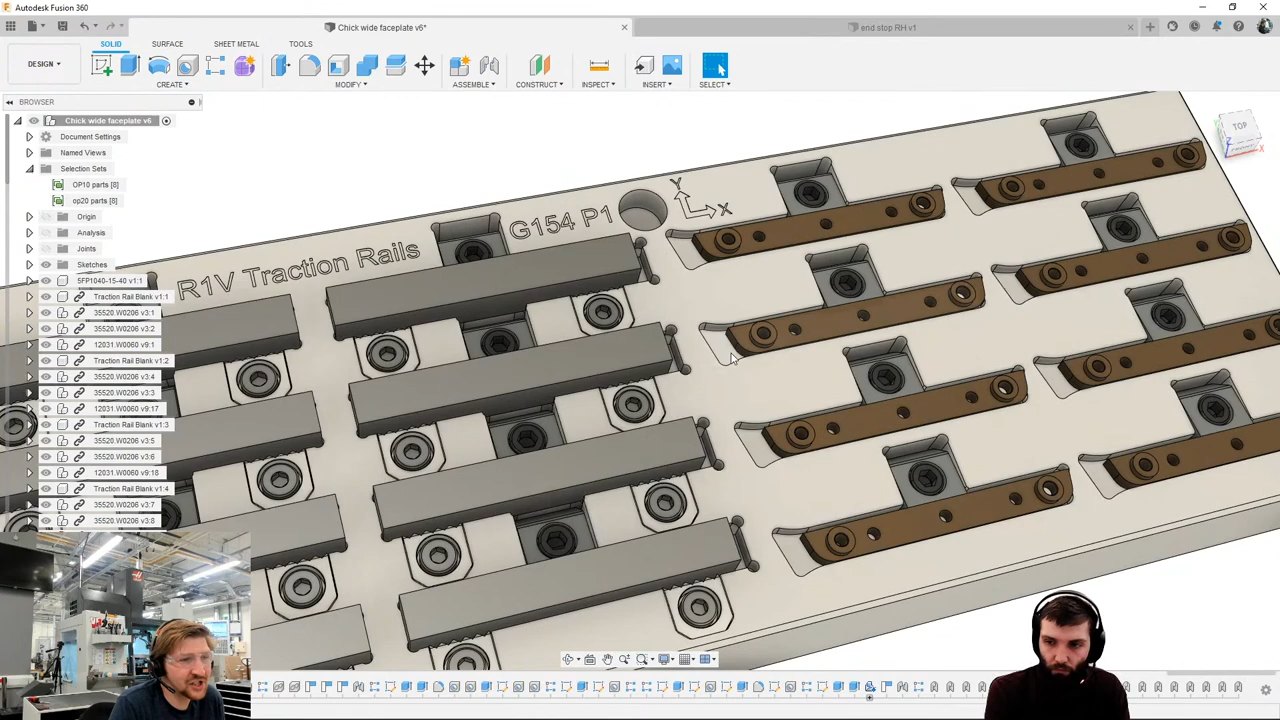 Autodesk Fusion 360
Chick wide faceplate v6*
end stop RH v1
SOLID SURFACE SHEET METAL TOOLS
DESIGN
CREATE MODIFY ASSEMBLE CONSTRUCT INSPECT INSERT SELECT
BROWSER
Chick wide faceplate v6
Document Settings
Named Views
Selection Sets
OP10 parts [8]
op20 parts [8]
Origin
Analysis
Joints
Sketches
5FP1040-15-40 v1:1
Traction Rail Blank v1:1
35520.W0206 v3:1
35520.W0206 v3:2
12031.W0060 v9:1
Traction Rail Blank v1:2
35520.W0206 v3:4
35520.W0206 v3:3
12031.W0060 v9:17
Traction Rail Blank v1:3
35520.W0206 v3:5
35520.W0206 v3:6
12031.W0060 v9:18
Traction Rail Blank v1:4
35520.W0206 v3:7
35520.W0206 v3:8
R1V Traction Rails
G154 P1
Y
X
TOP
X